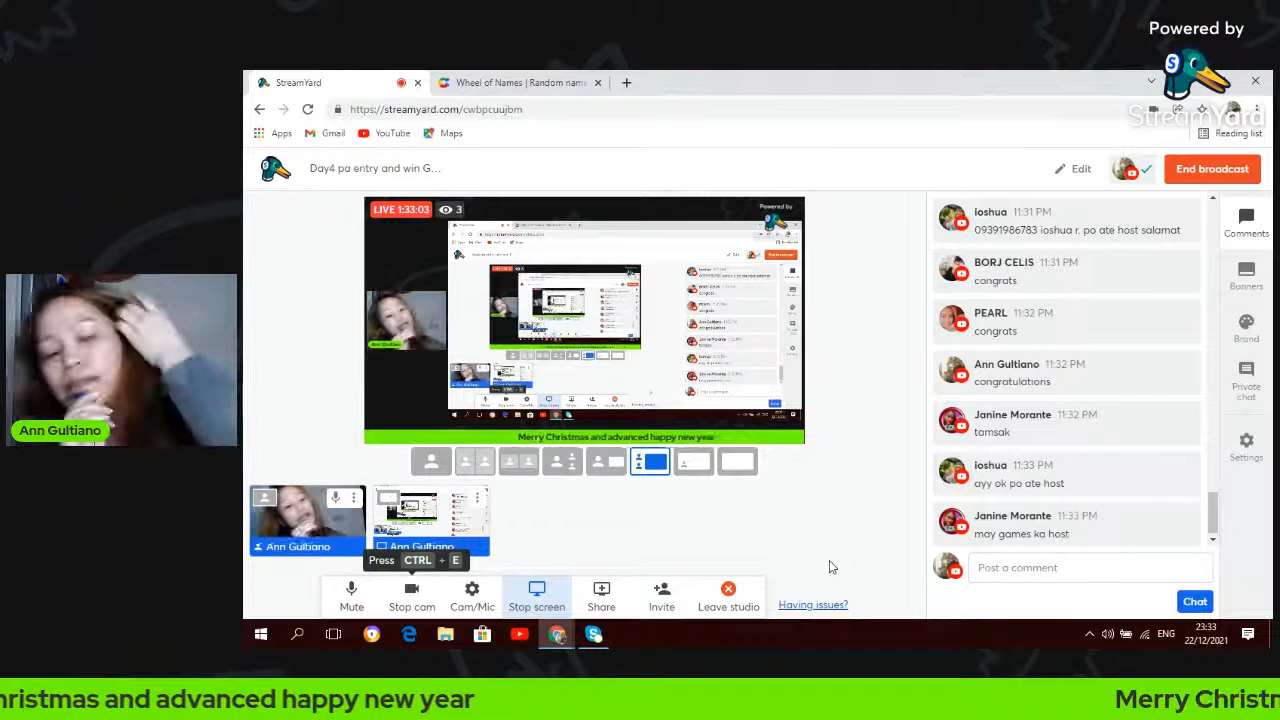 Powered by
StreamYard
StreamYard
Wheel of Names | Random name
https://streamyard.com/cwbpcuujbm
Apps
Gmail
YouTube
Maps
Reading list
Day4 pa entry and win G...
Edit
End broadcast
LIVE 1:33:03
3
Powered by
Merry Christmas and advanced happy new year
Ann Gultiano
Ann Gultiano
Ann Gultiano
Press CTRL + E
Mute
Stop cam
Cam/Mic
Stop screen
Share
Invite
Leave studio
Having issues?
ioshua 11:31 PM
09391986783 ioshua r. po ate host salamat
BORJ CELIS 11:31 PM
congrats
PEARL 11:32 PM
congrats
Ann Gultiano 11:32 PM
congratulations
Janine Morante 11:32 PM
tamsak
ioshua 11:33 PM
ayy ok po ate host
Janine Morante 11:33 PM
may games ka host
Post a comment
Chat
Comments
Banners
Brand
Private
chat
Settings
ENG
23:33
22/12/2021
hristmas and advanced happy new year
Merry Christm